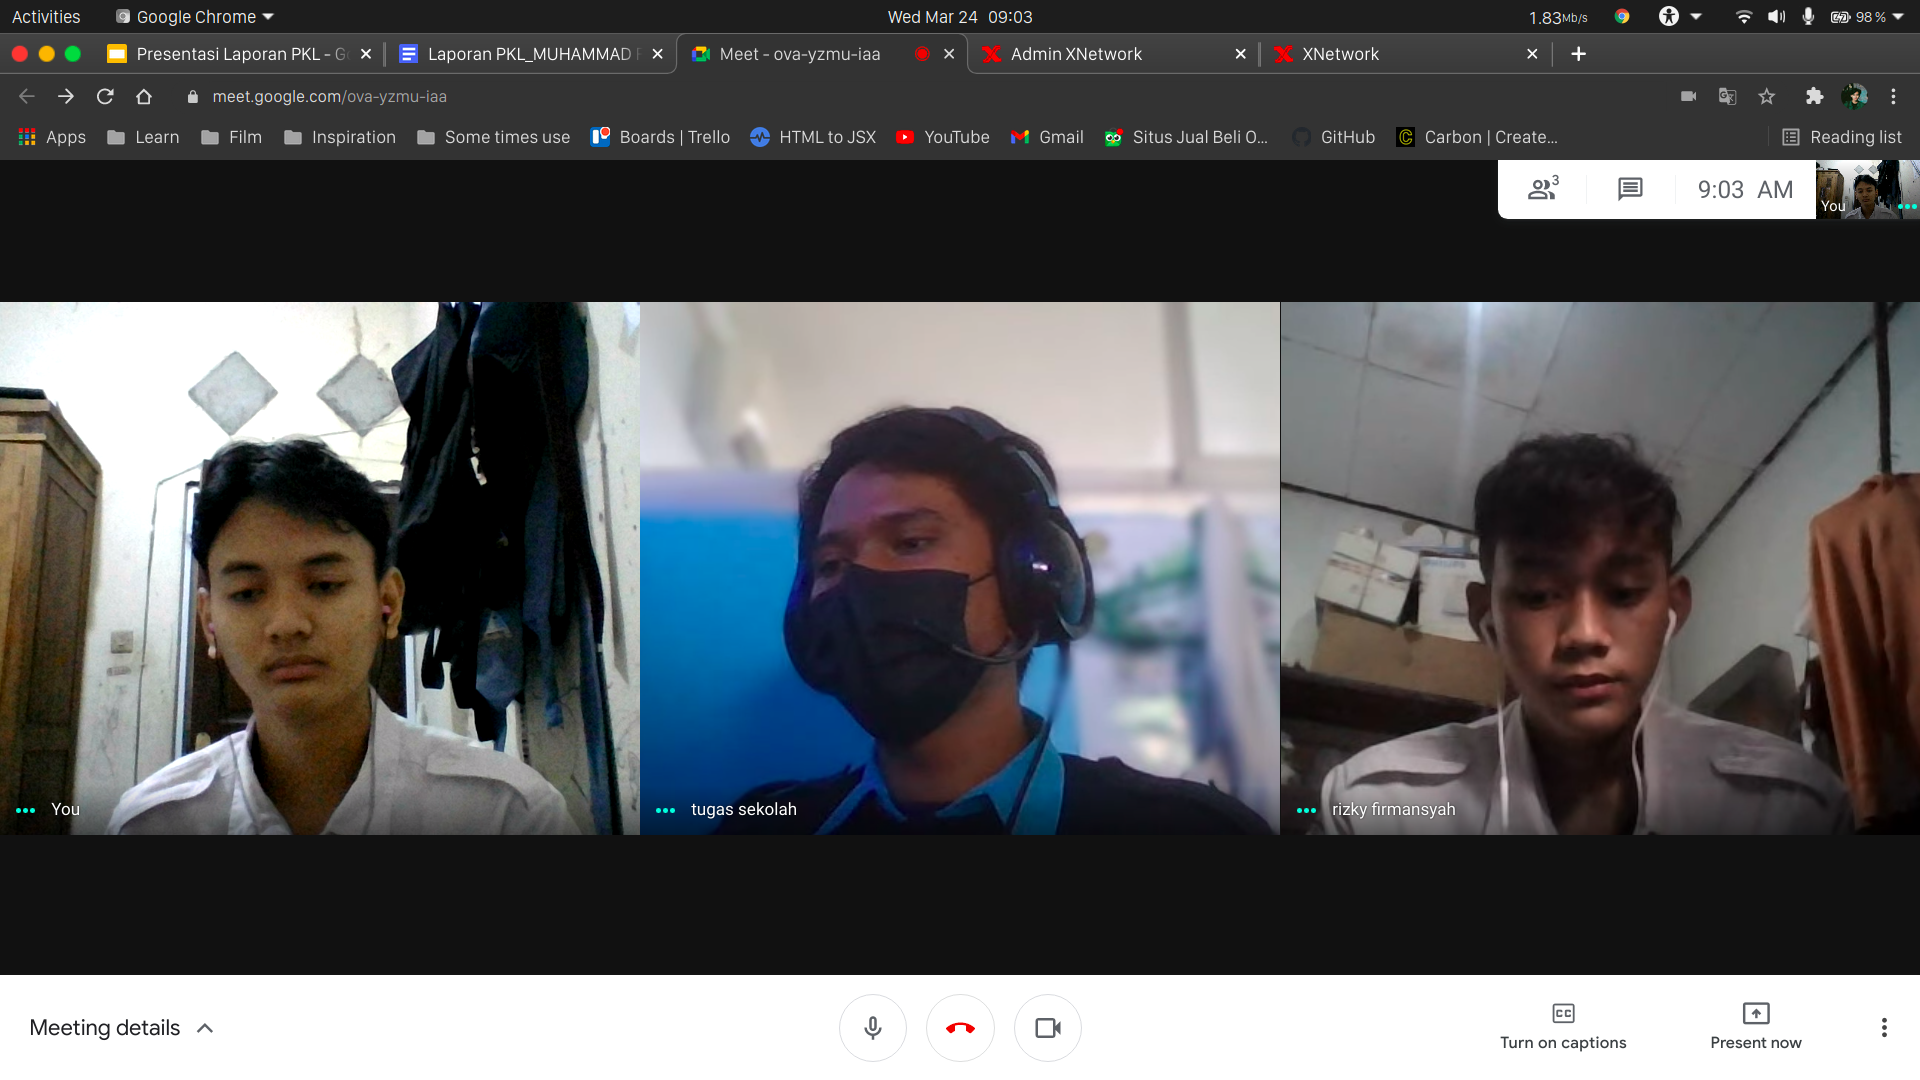 Activities Google Chrome Wed Mar 24 09:03 1.83Mb/s 98 %
Presentasi Laporan PKL - G Laporan PKL_MUHAMMAD Meet - ova-yzmu-iaa Admin XNetwork XNetwork
meet.google.com/ova-yzmu-iaa
Apps Learn Film Inspiration Some times use Boards | Trello HTML to JSX YouTube Gmail Situs Jual Beli O... GitHub Carbon | Create... Reading list
3 9:03 AM You
You tugas sekolah rizky firmansyah
Meeting details CC Turn on captions Present now